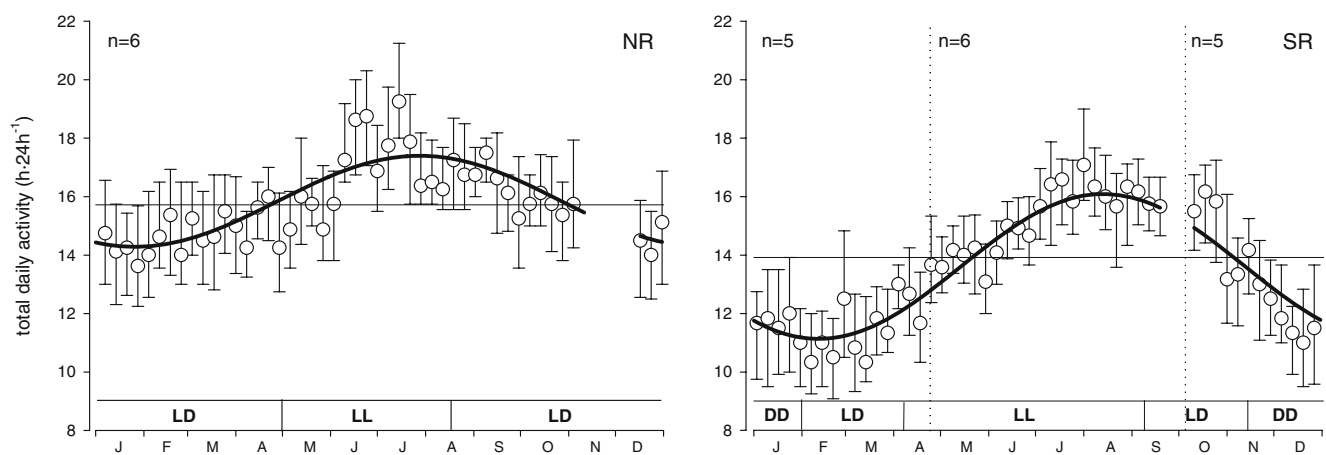 total daily activity (h·24h⁻¹)
22
20
18
16
14
12
10
8
n=6
NR
LD LL LD
J F M A M J J A S O N D
22
20
18
16
14
12
10
8
n=5 n=6 n=5 SR
DD LD LL LD DD
J F M A M J J A S O N D